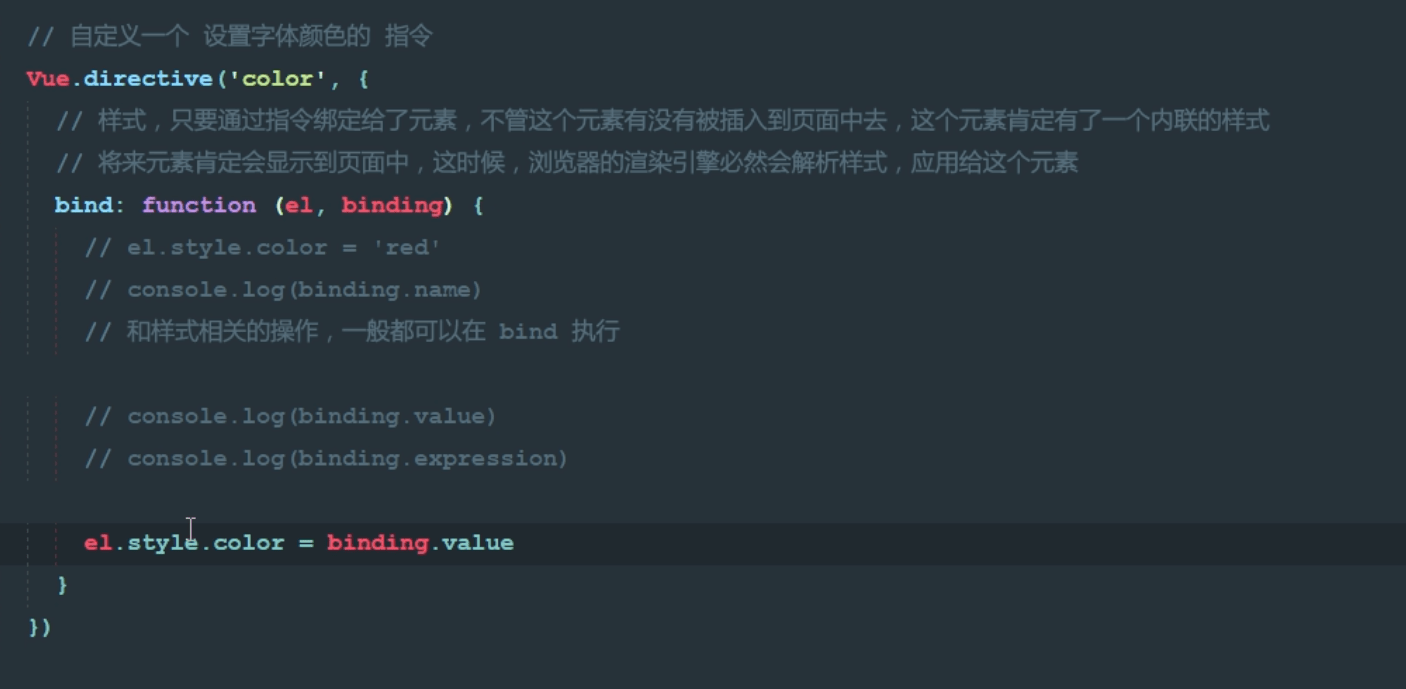 // 自定义一个 设置字体颜色的 指令
Vue.directive('color', {
// 样式，只要通过指令绑定给了元素，不管这个元素有没有被插入到页面中去，这个元素肯定有了一个内联的样式
// 将来元素肯定会显示到页面中，这时候，浏览器的渲染引擎必然会解析样式，应用给这个元素
bind: function (el, binding) {
// el.style.color = 'red'
// console.log(binding.name)
// 和样式相关的操作，一般都可以在 bind 执行
// console.log(binding.value)
// console.log(binding.expression)
el.style.color = binding.value
}
})